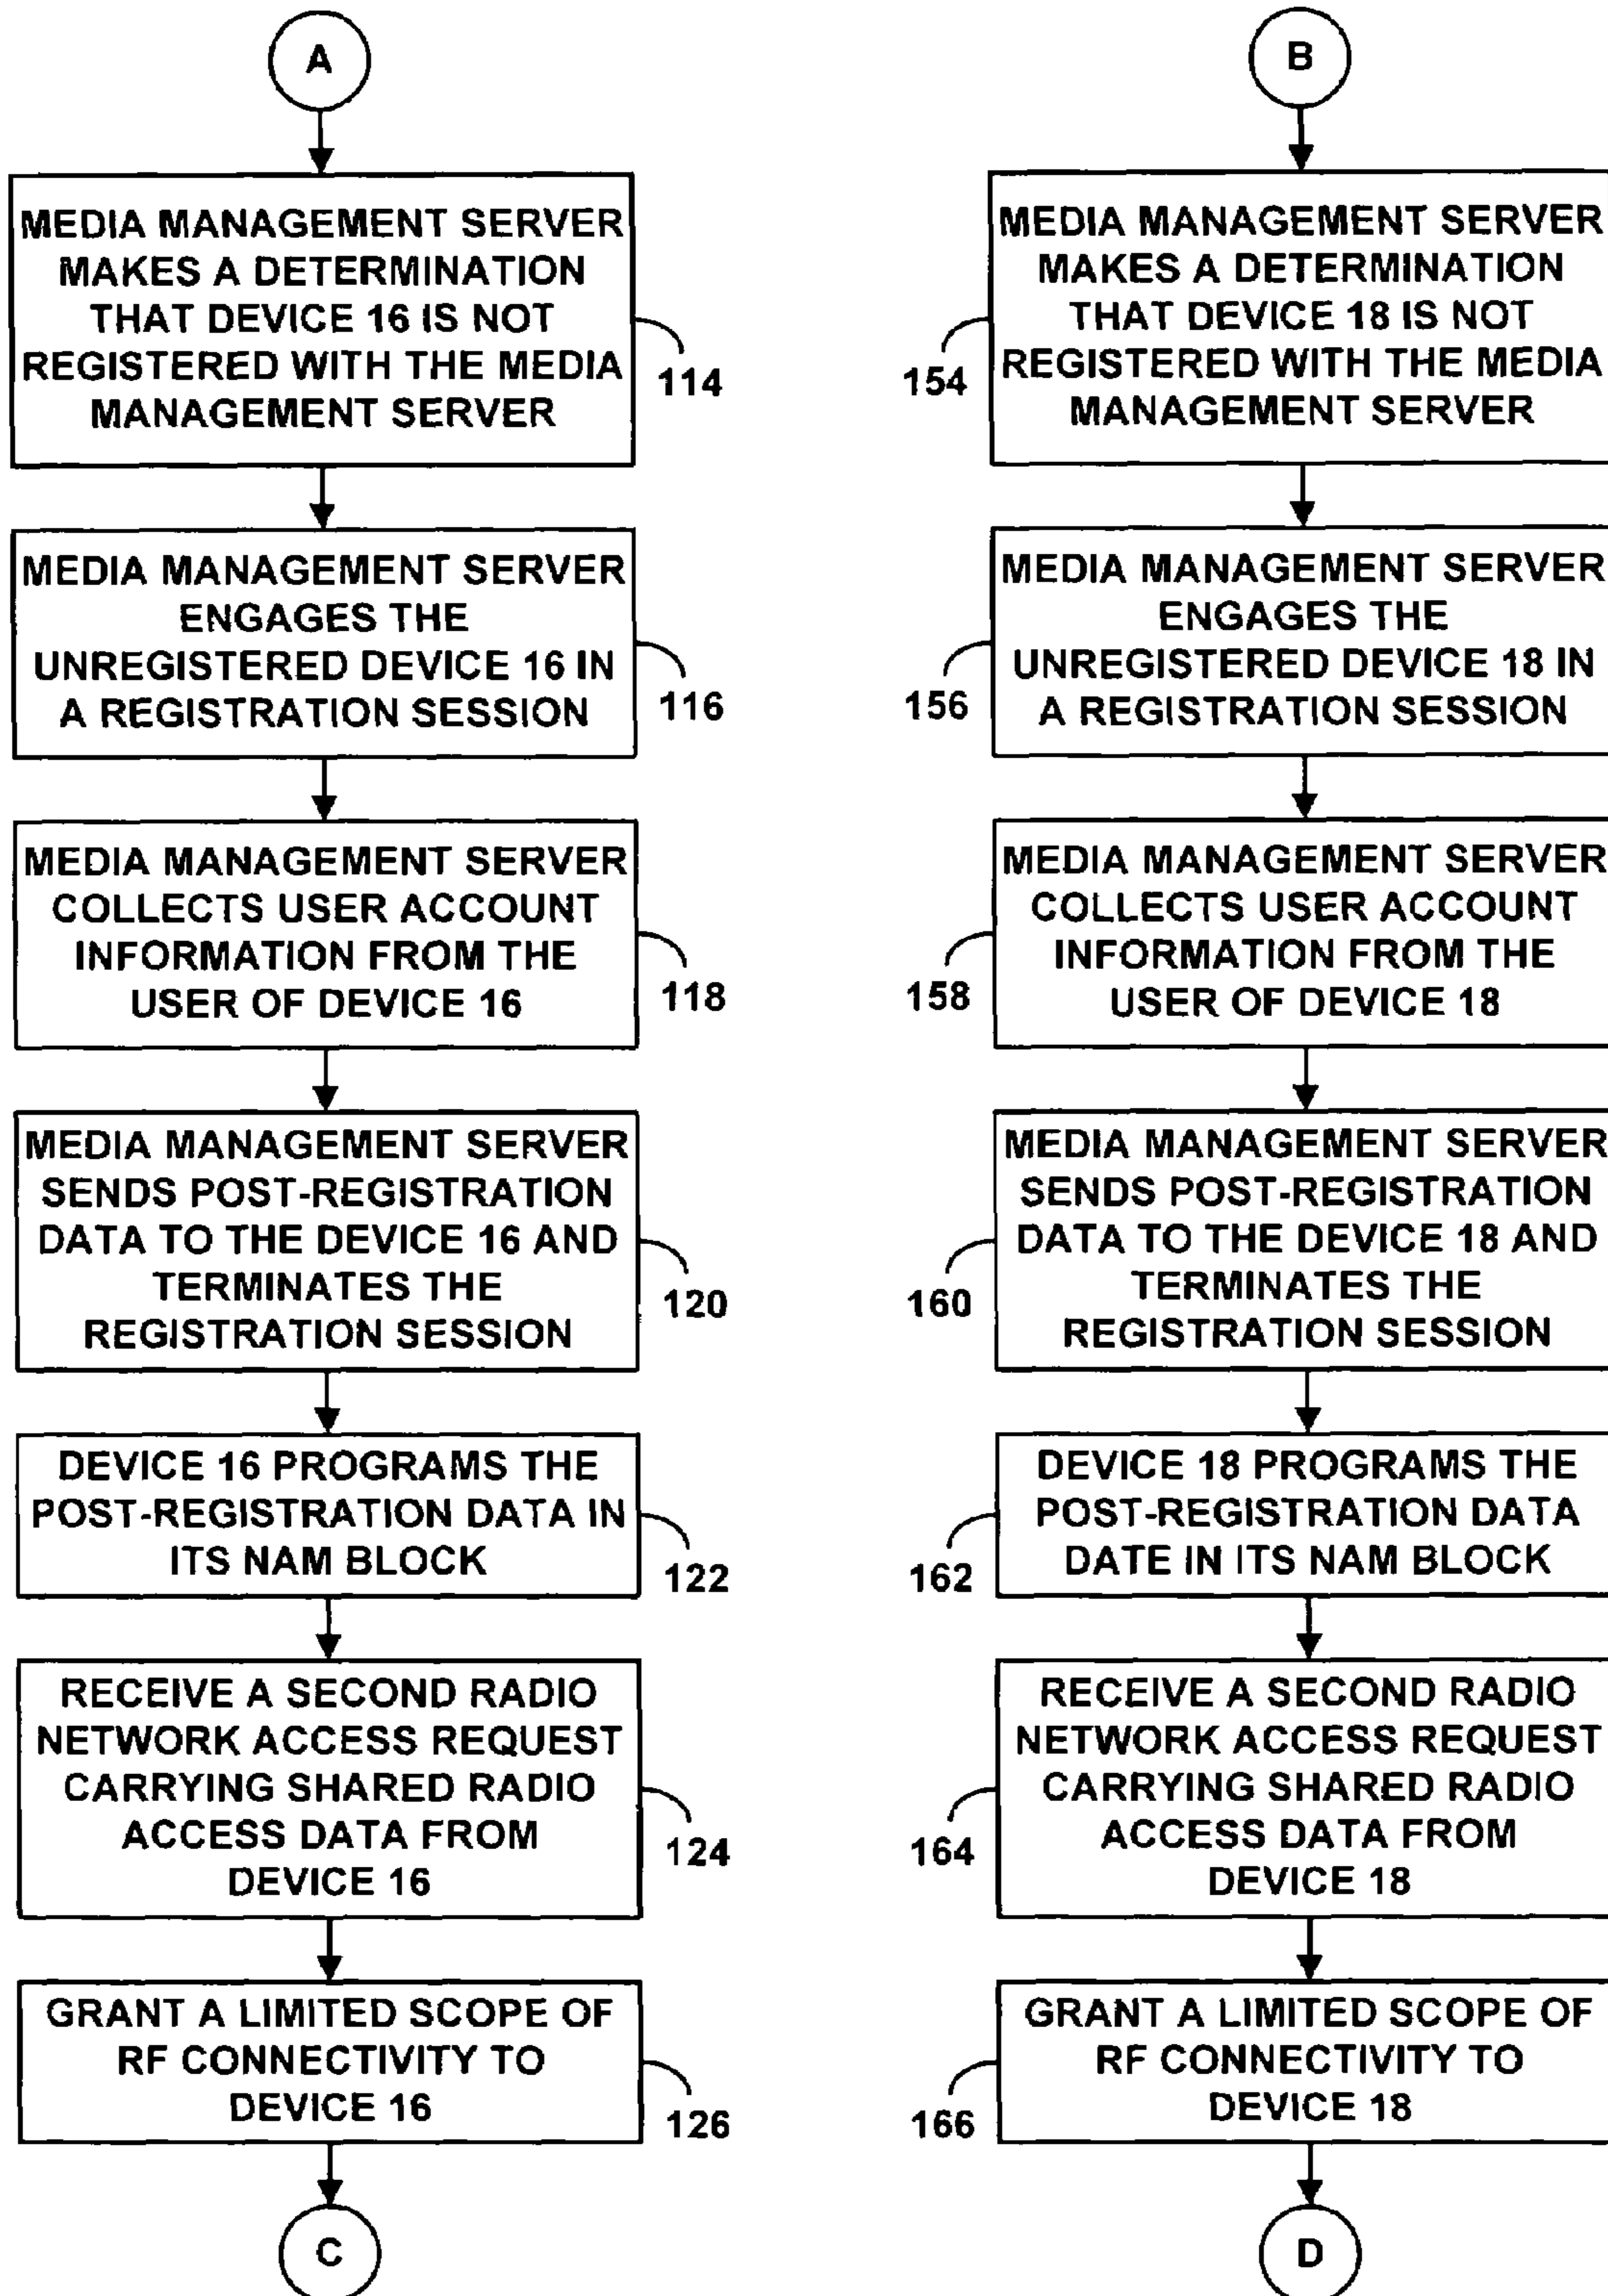 A
MEDIA MANAGEMENT SERVER
MAKES A DETERMINATION
THAT DEVICE 16 IS NOT
REGISTERED WITH THE MEDIA
MANAGEMENT SERVER
114
MEDIA MANAGEMENT SERVER
ENGAGES THE
UNREGISTERED DEVICE 16 IN
A REGISTRATION SESSION
116
MEDIA MANAGEMENT SERVER
COLLECTS USER ACCOUNT
INFORMATION FROM THE
USER OF DEVICE 16
118
MEDIA MANAGEMENT SERVER
SENDS POST-REGISTRATION
DATA TO THE DEVICE 16 AND
TERMINATES THE
REGISTRATION SESSION
120
DEVICE 16 PROGRAMS THE
POST-REGISTRATION DATA IN
ITS NAM BLOCK
122
RECEIVE A SECOND RADIO
NETWORK ACCESS REQUEST
CARRYING SHARED RADIO
ACCESS DATA FROM
DEVICE 16
124
GRANT A LIMITED SCOPE OF
RF CONNECTIVITY TO
DEVICE 16
126
C
B
MEDIA MANAGEMENT SERVER
MAKES A DETERMINATION
THAT DEVICE 18 IS NOT
REGISTERED WITH THE MEDIA
MANAGEMENT SERVER
154
MEDIA MANAGEMENT SERVER
ENGAGES THE
UNREGISTERED DEVICE 18 IN
A REGISTRATION SESSION
156
MEDIA MANAGEMENT SERVER
COLLECTS USER ACCOUNT
INFORMATION FROM THE
USER OF DEVICE 18
158
MEDIA MANAGEMENT SERVER
SENDS POST-REGISTRATION
DATA TO THE DEVICE 18 AND
TERMINATES THE
REGISTRATION SESSION
160
DEVICE 18 PROGRAMS THE
POST-REGISTRATION DATA
DATE IN ITS NAM BLOCK
162
RECEIVE A SECOND RADIO
NETWORK ACCESS REQUEST
CARRYING SHARED RADIO
ACCESS DATA FROM
DEVICE 18
164
GRANT A LIMITED SCOPE OF
RF CONNECTIVITY TO
DEVICE 18
166
D